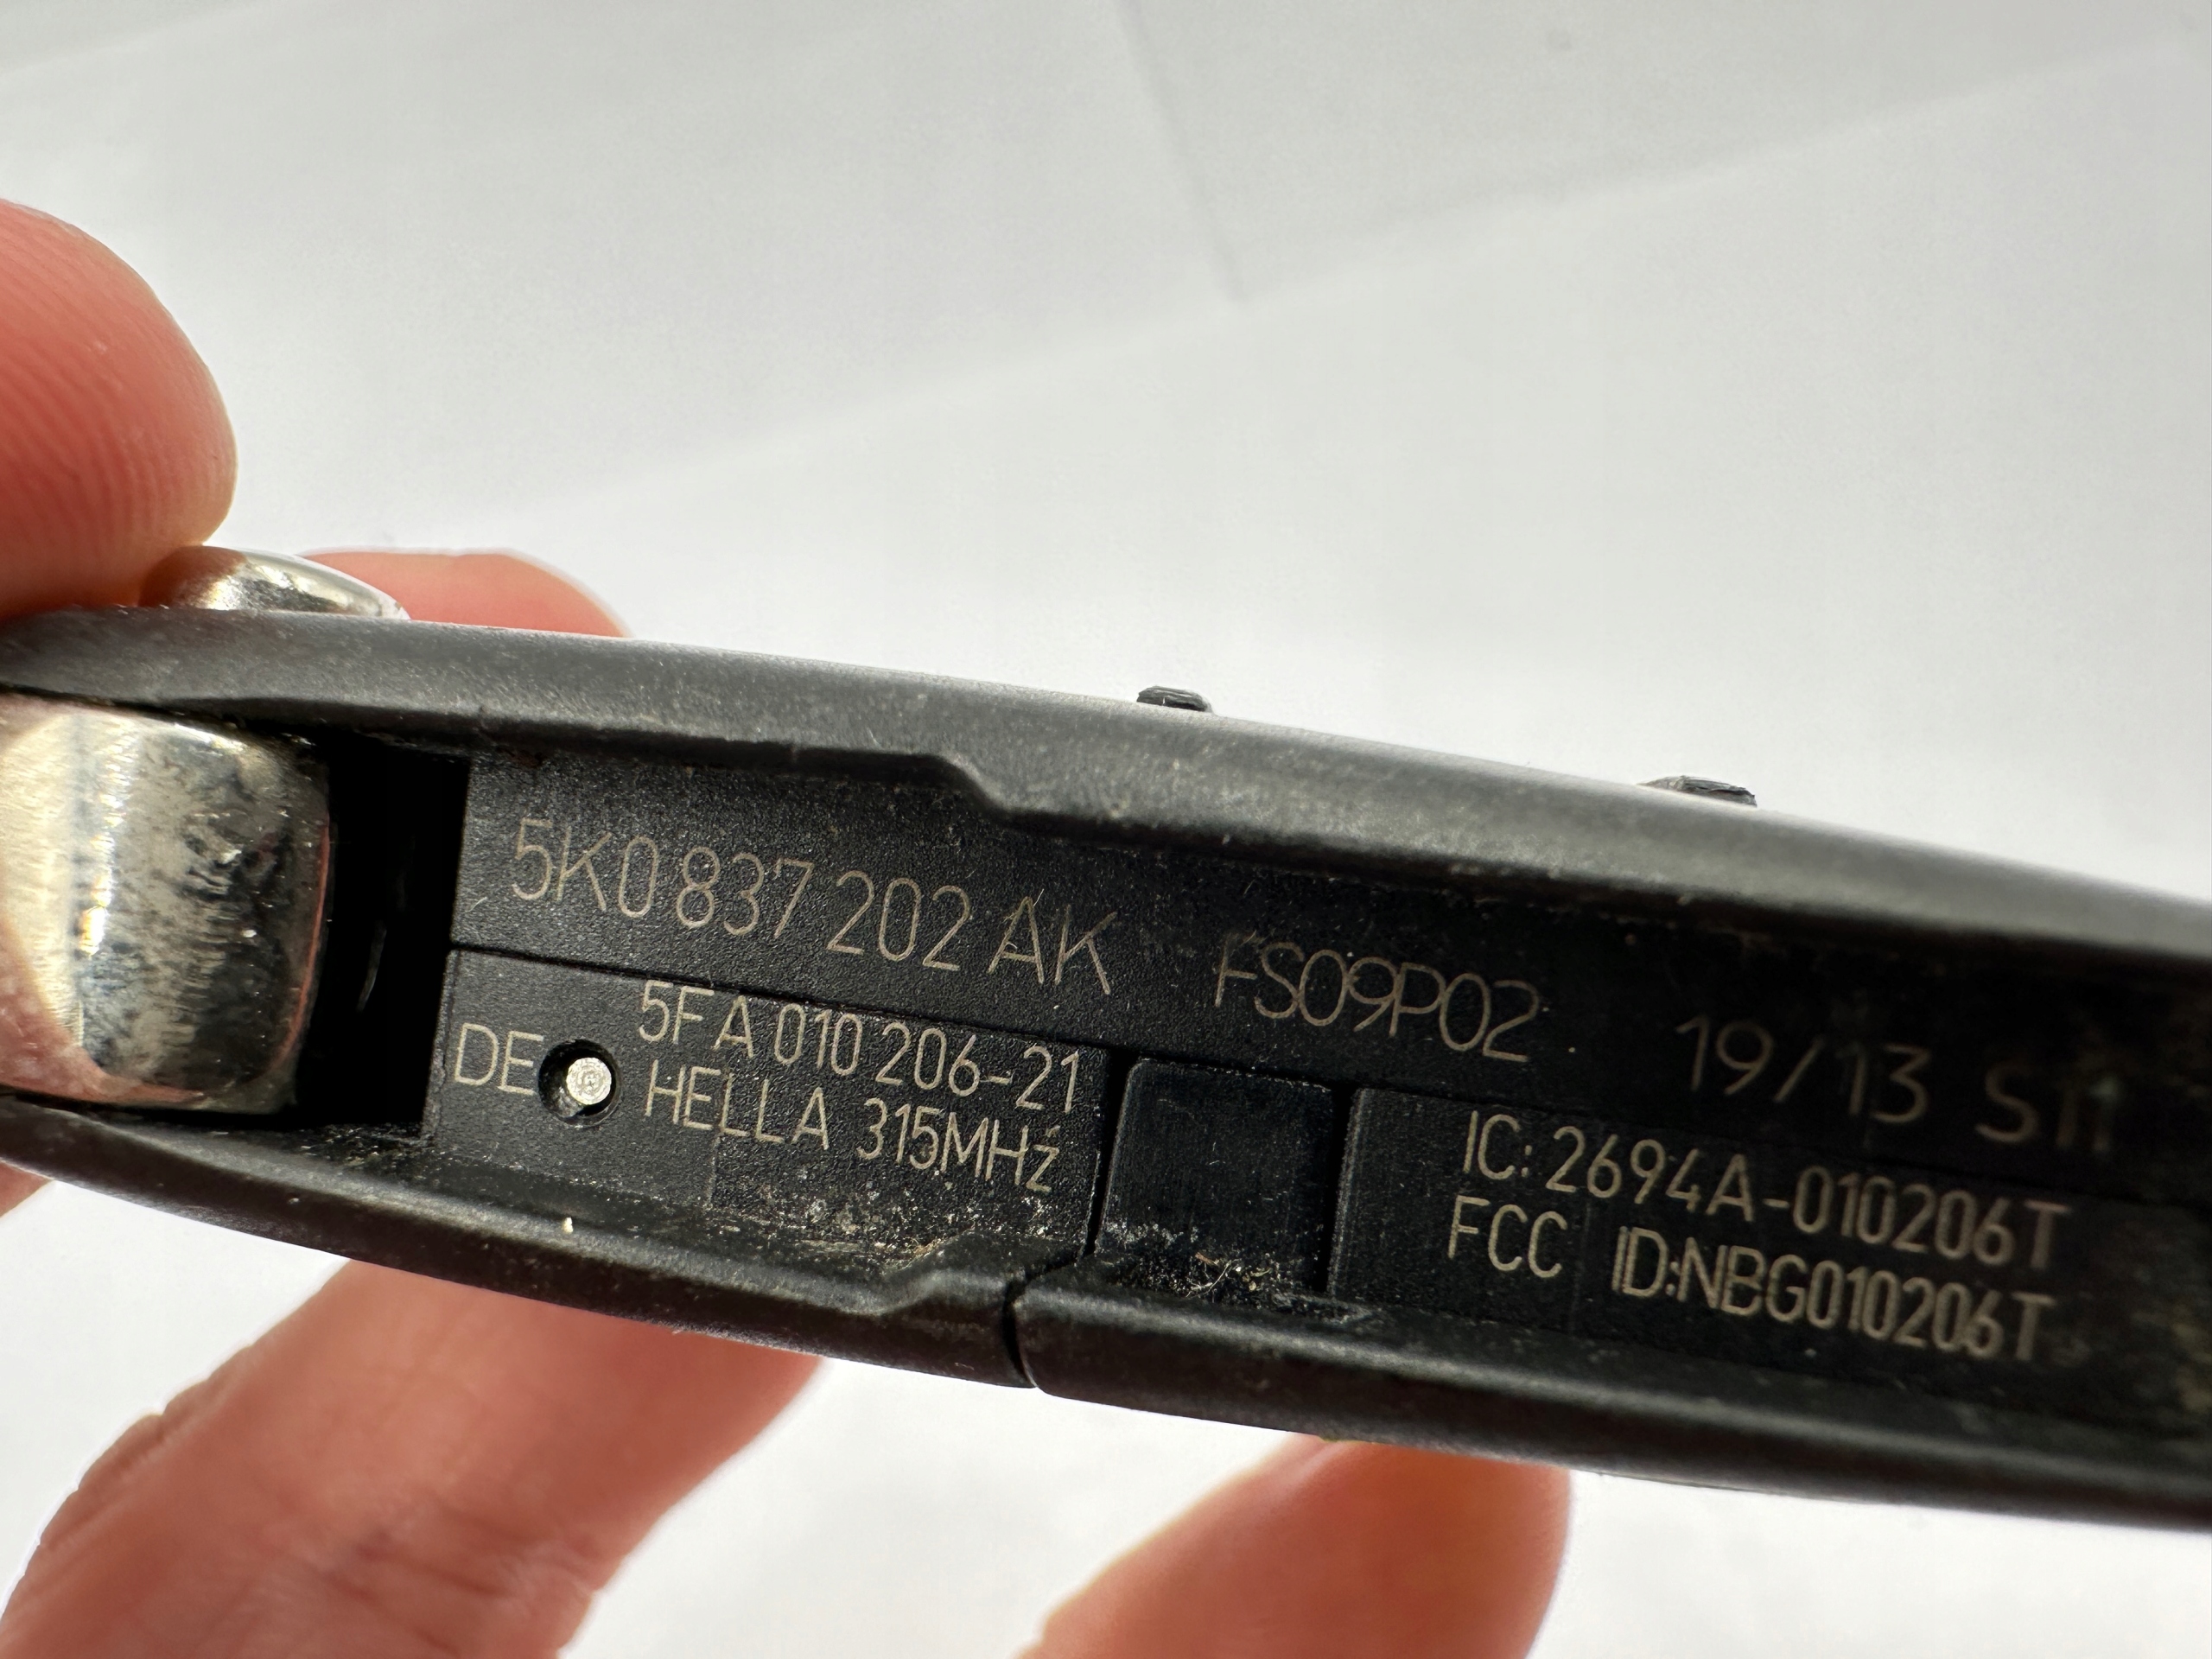 5K0 837 202 AK FS09P02 19/13
DE
5FA 010 206-21
HELLA 315MHz
IC: 2694A-010206T
FCC ID:NBG010206T